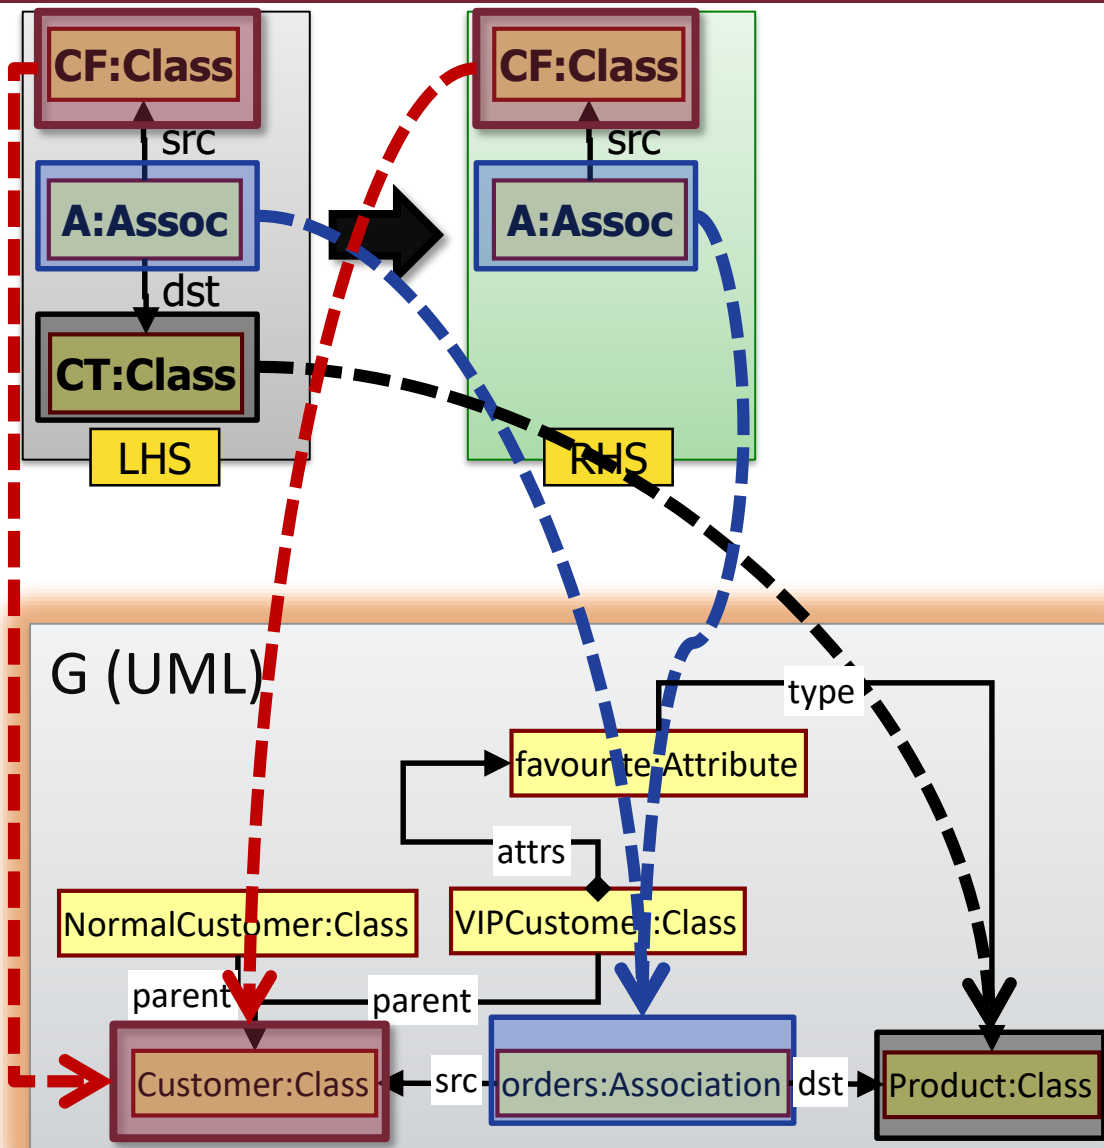 CF:Class
CF:Class
src
src
A:Assoc
A:Assoc
dst
CT:Class
LHS
RHS
G (UML)
type
favourite:Attribute
attrs
NormalCustomer:Class
VIPCustomer:Class
parent
parent
Customer:Class
src
orders:Association
dst
Product:Class